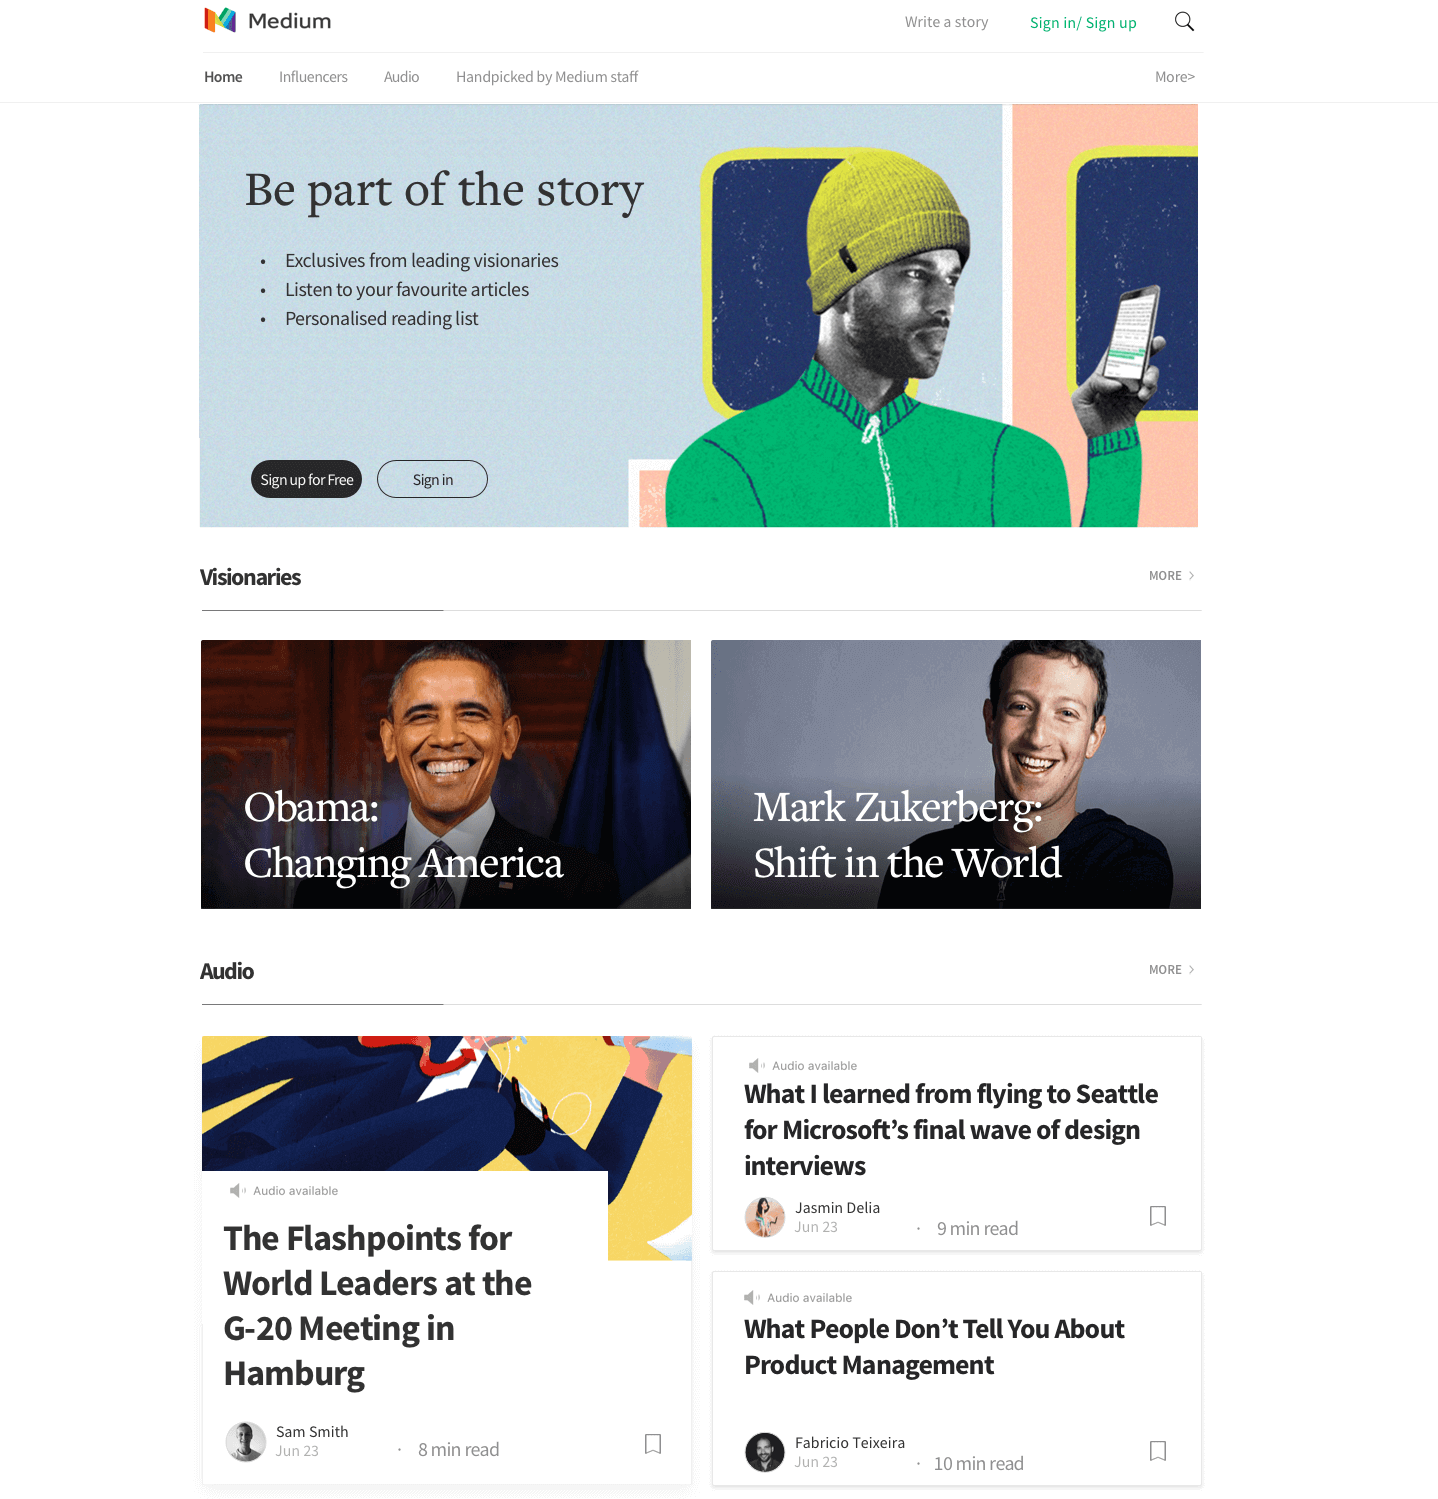 Medium
Write a story
Sign in/ Sign up
Home
Influencers
Audio
Handpicked by Medium staff
More>
Be part of the story
• Exclusives from leading visionaries
• Listen to your favourite articles
• Personalised reading list
Sign up for Free
Sign in
Visionaries
MORE >
Obama:
Changing America
Mark Zukerberg:
Shift in the World
Audio
MORE >
Audio available
The Flashpoints for
World Leaders at the
G-20 Meeting in
Hamburg
Sam Smith
Jun 23
· 8 min read
Audio available
What I learned from flying to Seattle
for Microsoft’s final wave of design
interviews
Jasmin Delia
Jun 23
· 9 min read
Audio available
What People Don’t Tell You About
Product Management
Fabricio Teixeira
Jun 23
· 10 min read